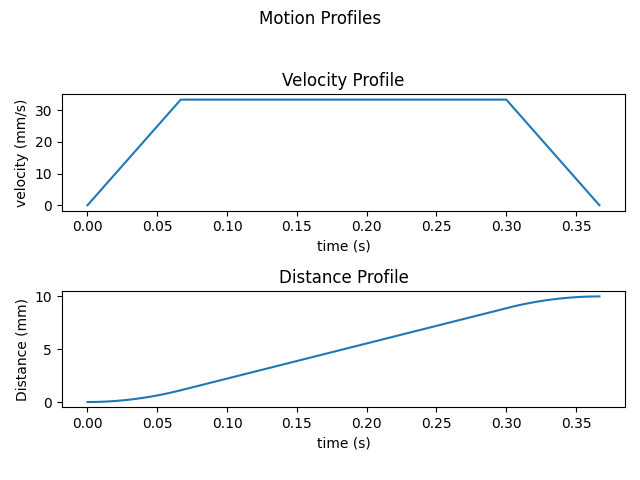 Motion Profiles
Velocity Profile
velocity (mm/s)
30
20
10
0
0.00 0.05 0.10 0.15 0.20 0.25 0.30 0.35
time (s)
Distance Profile
Distance (mm)
10
5
0
0.00 0.05 0.10 0.15 0.20 0.25 0.30 0.35
time (s)